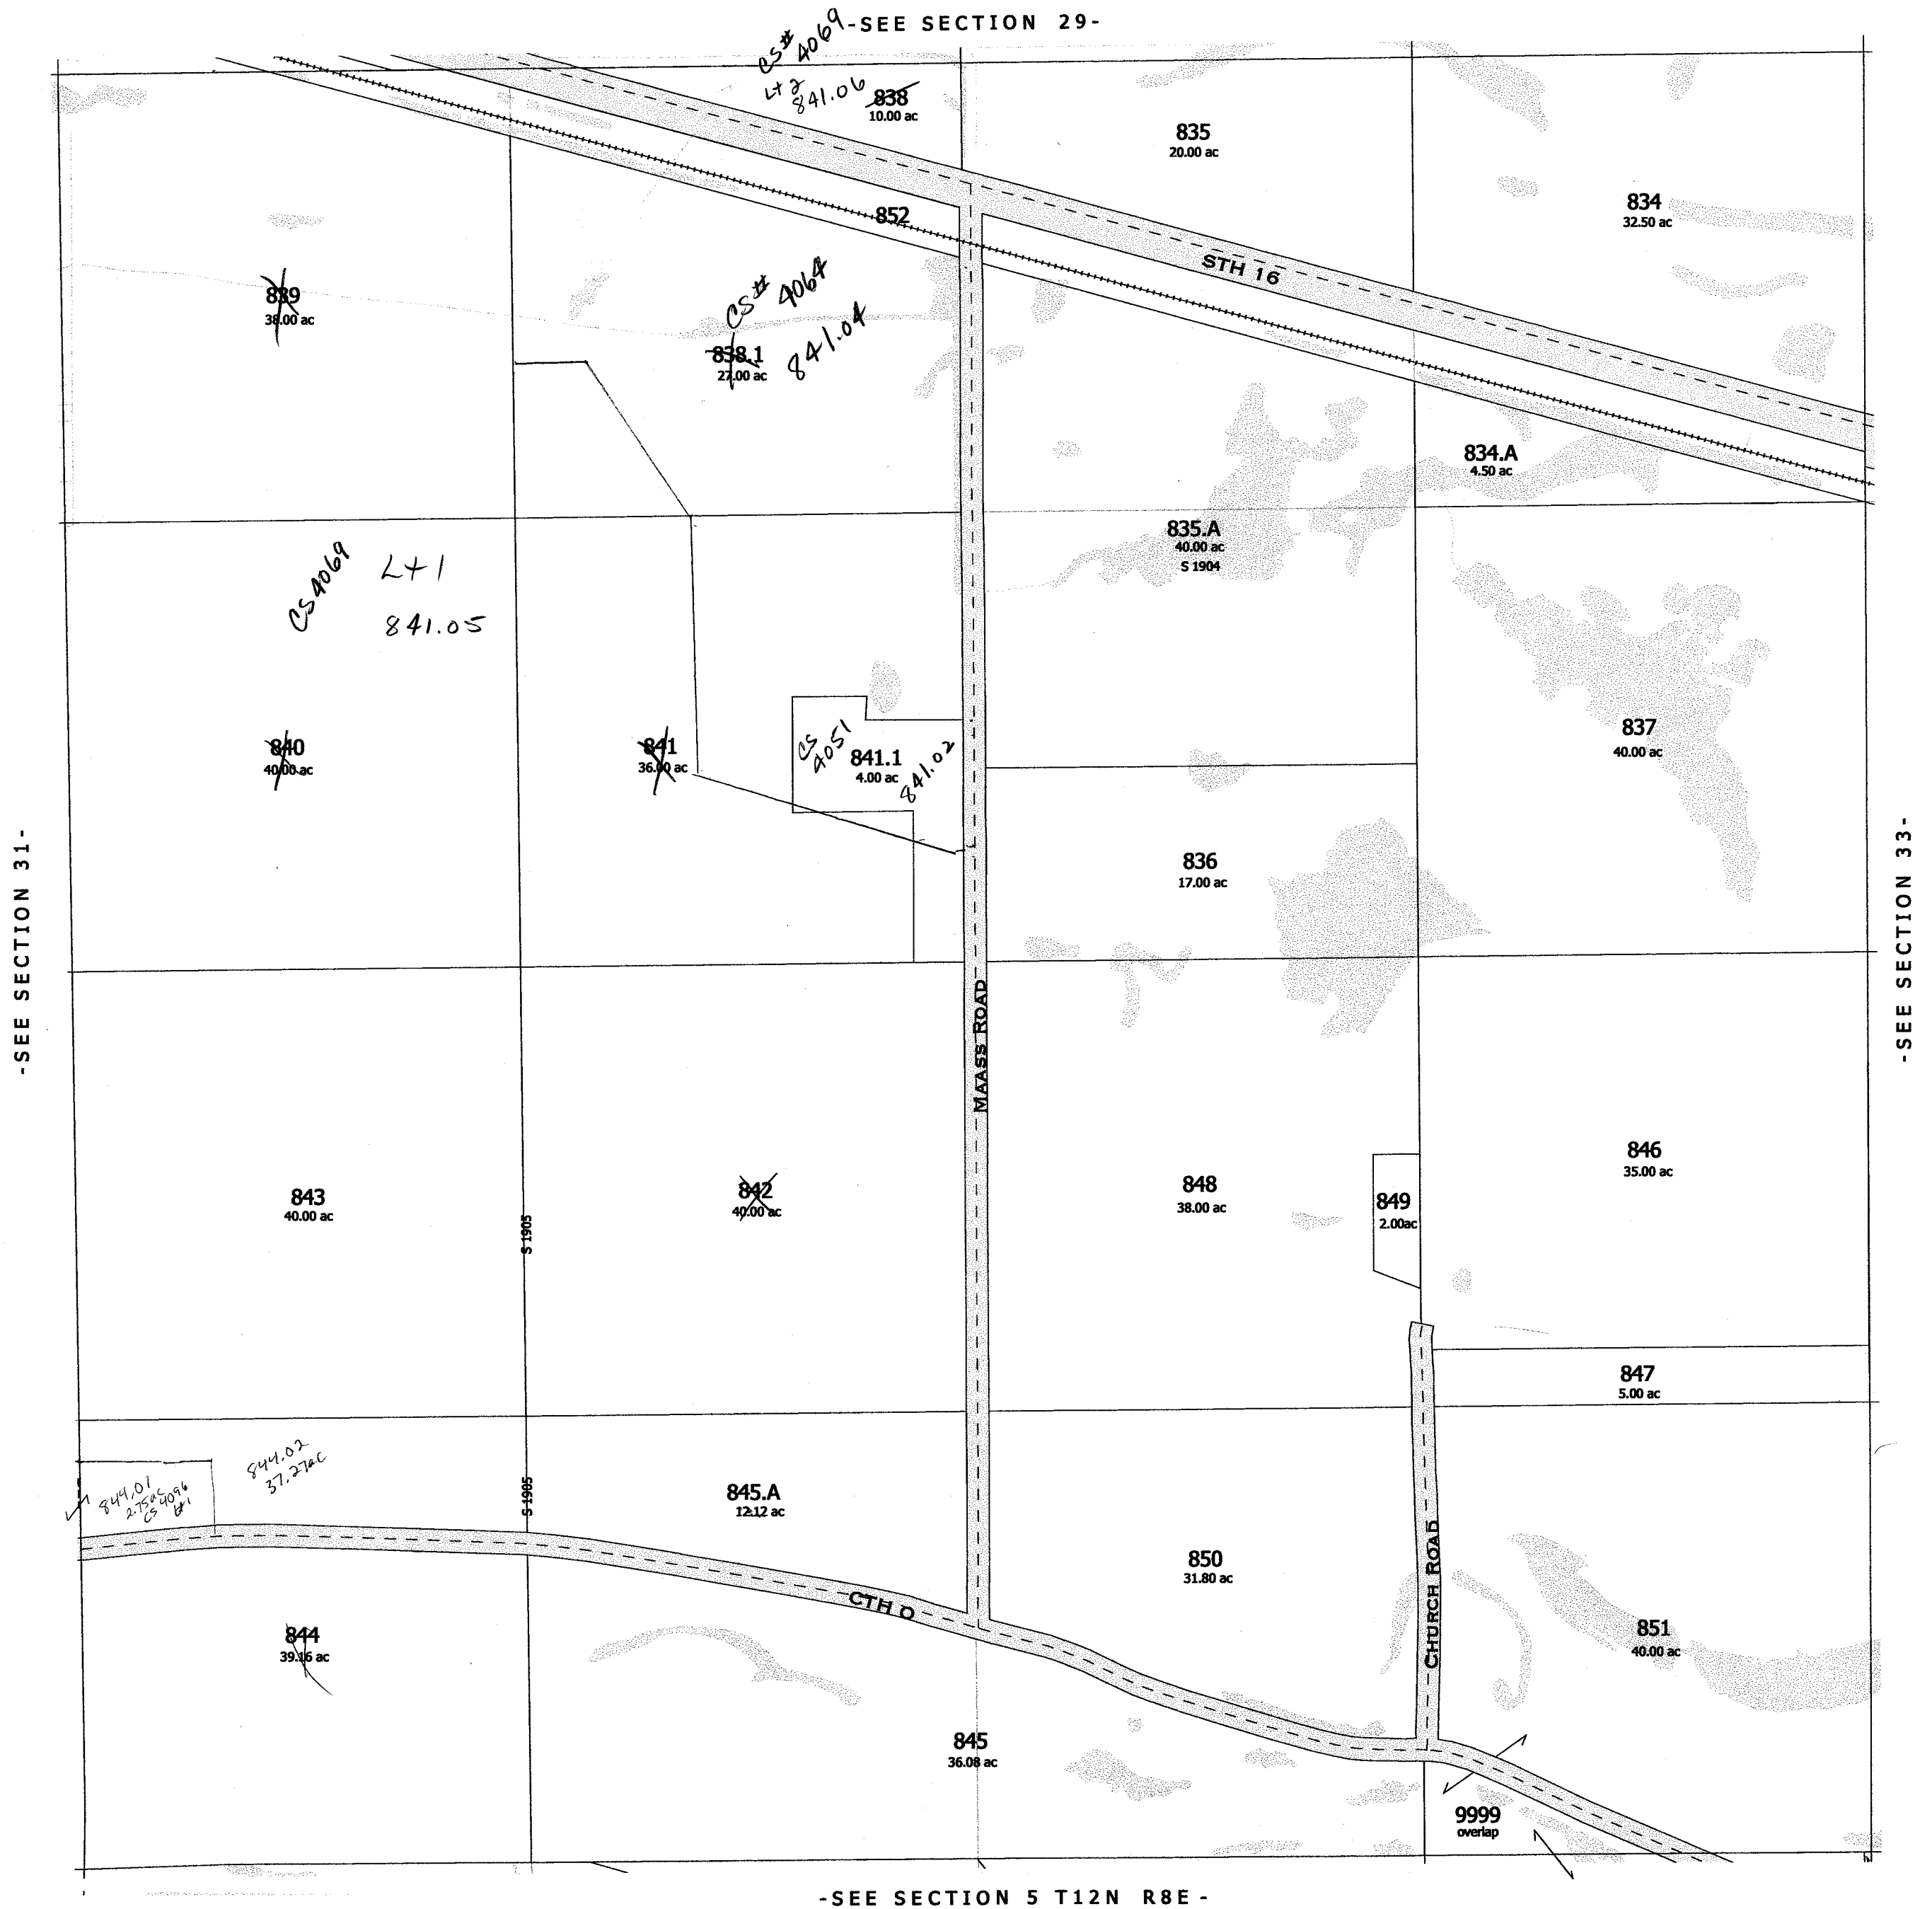 -SEE SECTION 29-
CS# 4069
Lt 2
841.06
838
10.00 ac
835
20.00 ac
834
32.50 ac
852
STH 16
839
38.00 ac
CS# 4064
841.04
838.1
27.00 ac
834.A
4.50 ac
835.A
40.00 ac
S 1904
CS 4069
Lt 1
841.05
840
40.00 ac
841
36.00 ac
CS 4051
841.1
4.00 ac
841.02
837
40.00 ac
836
17.00 ac
-SEE SECTION 31-
-SEE SECTION 33-
MAASS ROAD
843
40.00 ac
S 1905
842
40.00 ac
848
38.00 ac
849
2.00ac
846
35.00 ac
847
5.00 ac
844.01
2.75ac
CS 4096
844.02
37.27ac
S 1905
845.A
12.12 ac
850
31.80 ac
CHURCH ROAD
851
40.00 ac
CTH O
844
39.16 ac
845
36.08 ac
9999
overlap
-SEE SECTION 5 T12N R8E -